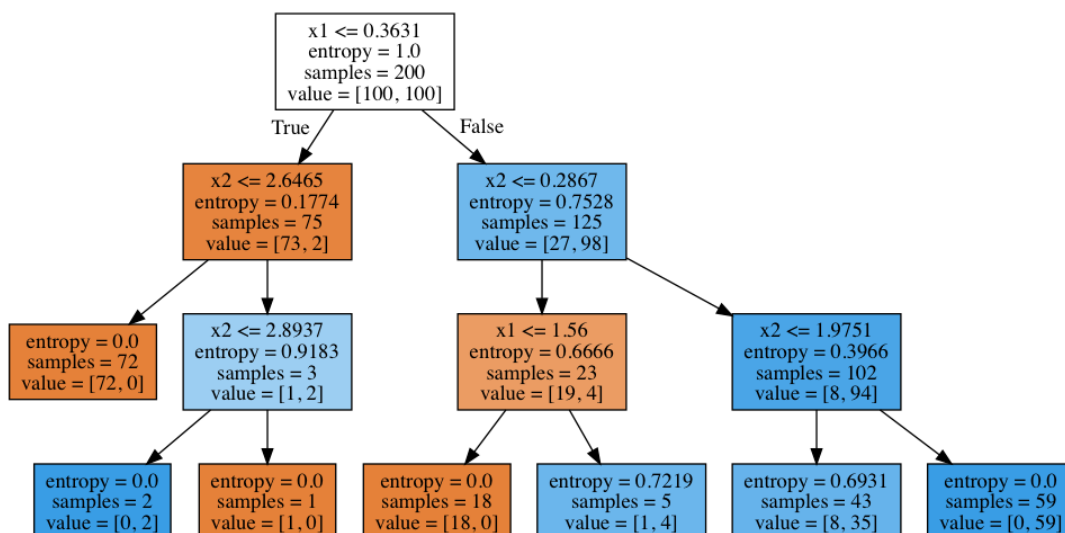 x1 <= 0.3631
entropy = 1.0
samples = 200
value = [100, 100]
True
False
x2 <= 2.6465
entropy = 0.1774
samples = 75
value = [73, 2]
x2 <= 0.2867
entropy = 0.7528
samples = 125
value = [27, 98]
entropy = 0.0
samples = 72
value = [72, 0]
x2 <= 2.8937
entropy = 0.9183
samples = 3
value = [1, 2]
x1 <= 1.56
entropy = 0.6666
samples = 23
value = [19, 4]
x2 <= 1.9751
entropy = 0.3966
samples = 102
value = [8, 94]
entropy = 0.0
samples = 2
value = [0, 2]
entropy = 0.0
samples = 1
value = [1, 0]
entropy = 0.0
samples = 18
value = [18, 0]
entropy = 0.7219
samples = 5
value = [1, 4]
entropy = 0.6931
samples = 43
value = [8, 35]
entropy = 0.0
samples = 59
value = [0, 59]